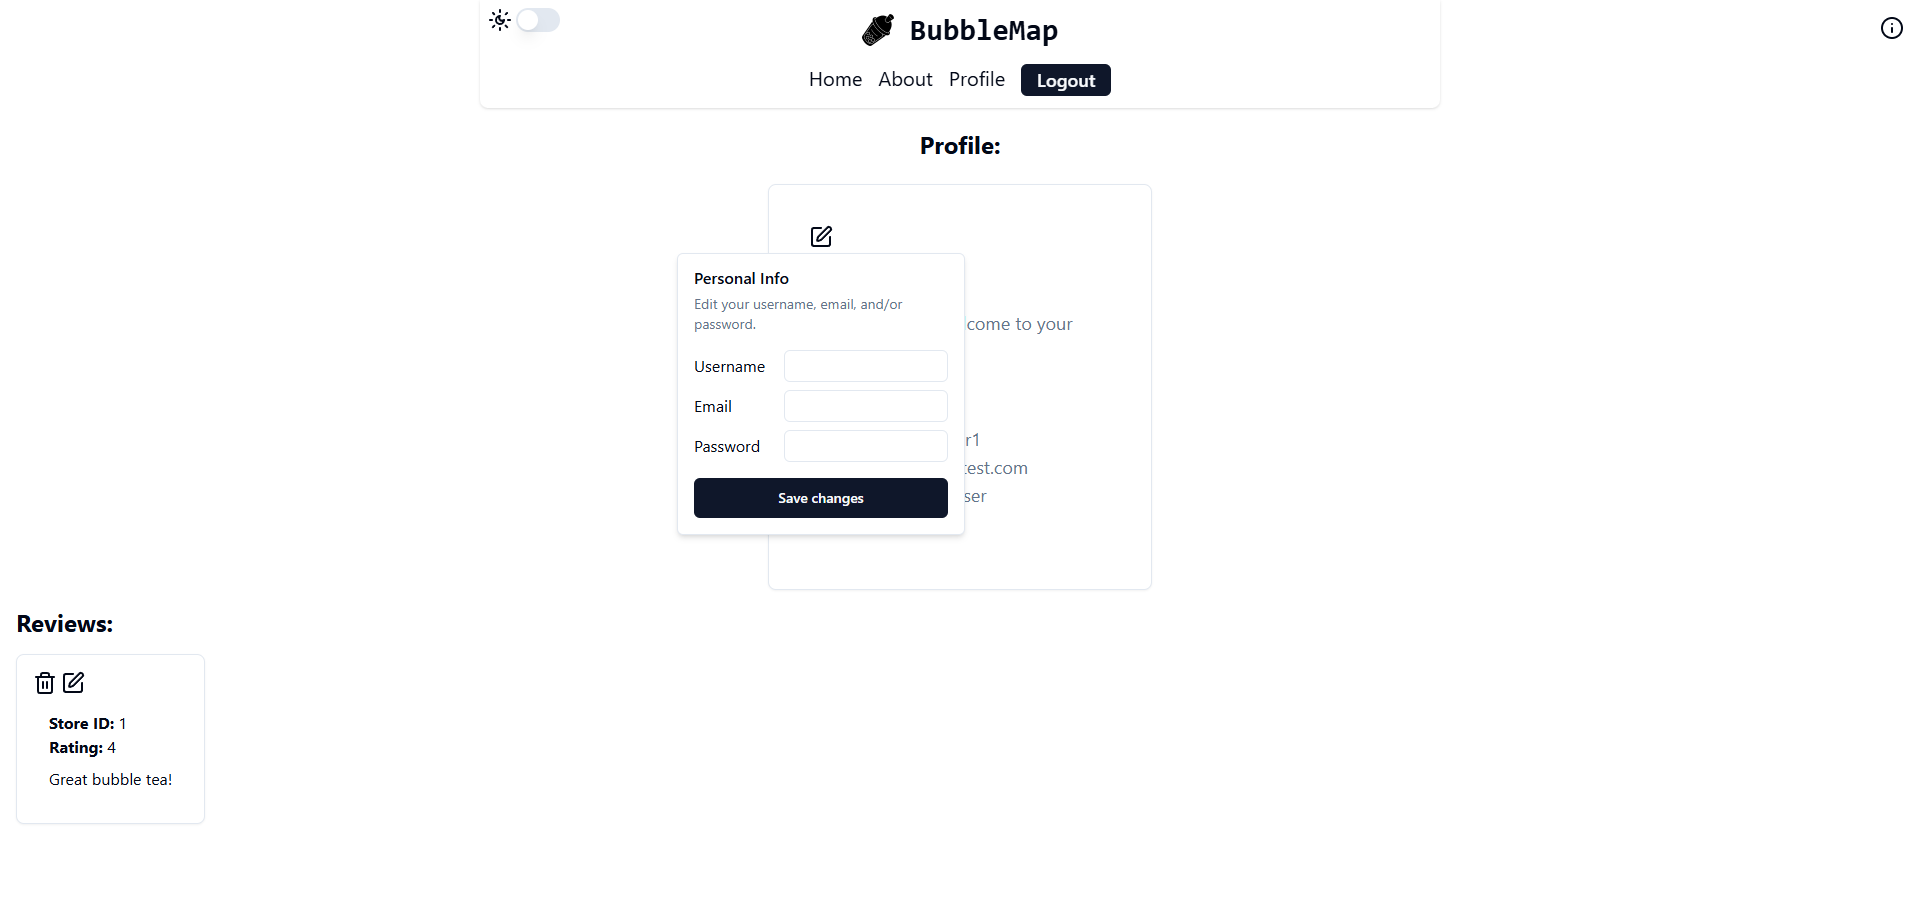 BubbleMap
Home About Profile Logout
Profile:
Personal Info
Edit your username, email, and/or
password.
come to your
Username
Email
Password
r1
test.com
ser
Save changes
Reviews:
Store ID: 1
Rating: 4
Great bubble tea!